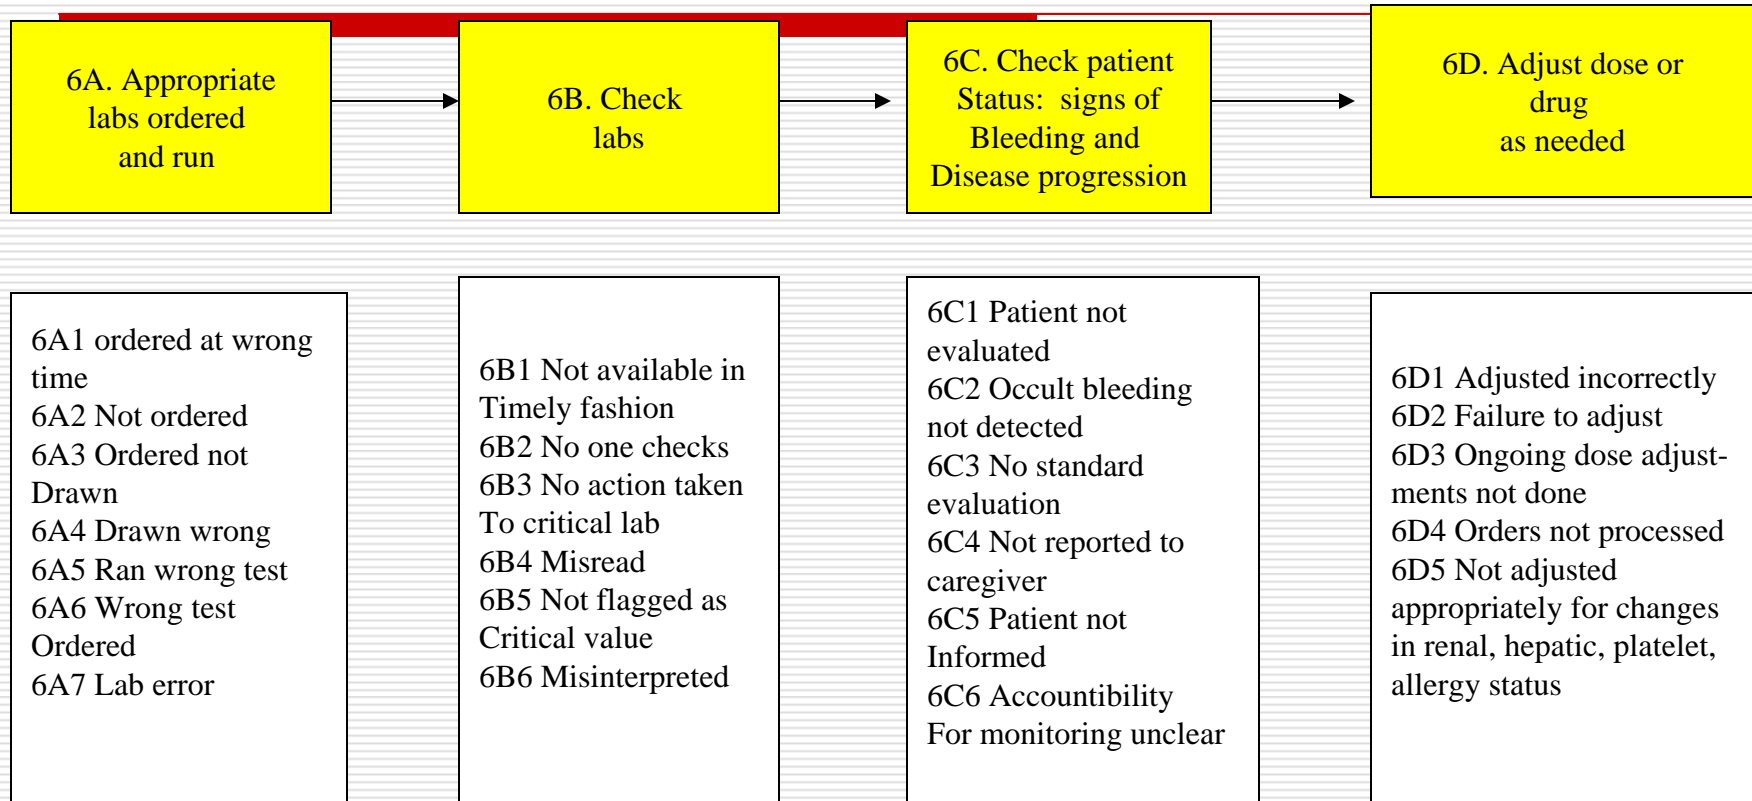 6A. Appropriate
labs ordered
and run
6B. Check
labs
6C. Check patient
Status: signs of
Bleeding and
Disease progression
6D. Adjust dose or
drug
as needed
6A1 ordered at wrong
time
6A2 Not ordered
6A3 Ordered not
Drawn
6A4 Drawn wrong
6A5 Ran wrong test
6A6 Wrong test
Ordered
6A7 Lab error
6B1 Not available in
Timely fashion
6B2 No one checks
6B3 No action taken
To critical lab
6B4 Misread
6B5 Not flagged as
Critical value
6B6 Misinterpreted
6C1 Patient not
evaluated
6C2 Occult bleeding
not detected
6C3 No standard
evaluation
6C4 Not reported to
caregiver
6C5 Patient not
Informed
6C6 Accountibility
For monitoring unclear
6D1 Adjusted incorrectly
6D2 Failure to adjust
6D3 Ongoing dose adjust-
ments not done
6D4 Orders not processed
6D5 Not adjusted
appropriately for changes
in renal, hepatic, platelet,
allergy status